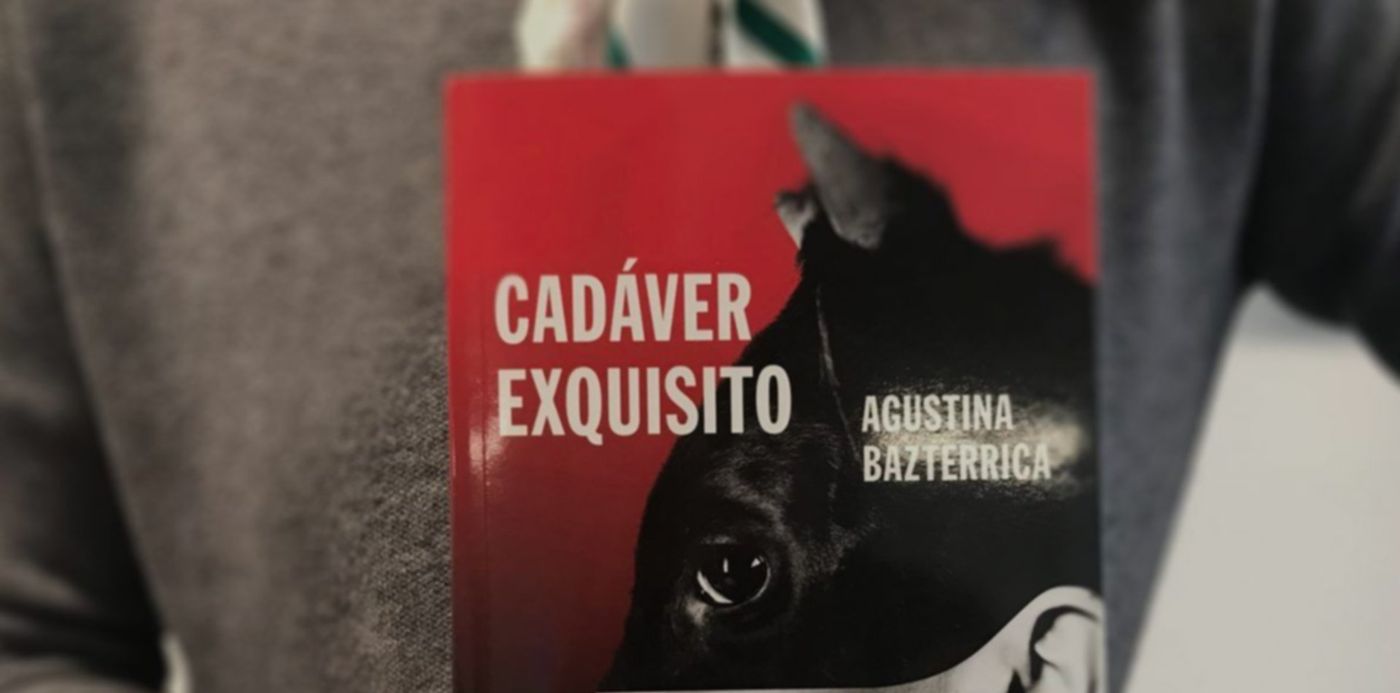 CADÁVER
EXQUISITO
AGUSTINA
BAZTERRICA